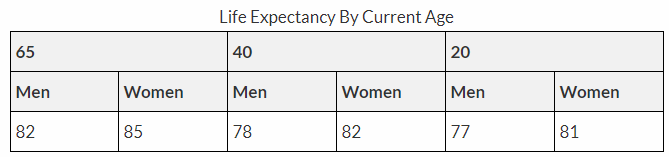 Life Expectancy By Current Age
65 40 20
Men Women Men Women Men Women
82 85 78 82 77 81